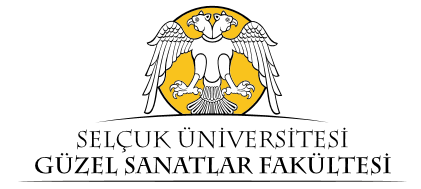 SELÇUK ÜNİVERSİTESİ
GÜZEL SANATLAR FAKÜLTESİ